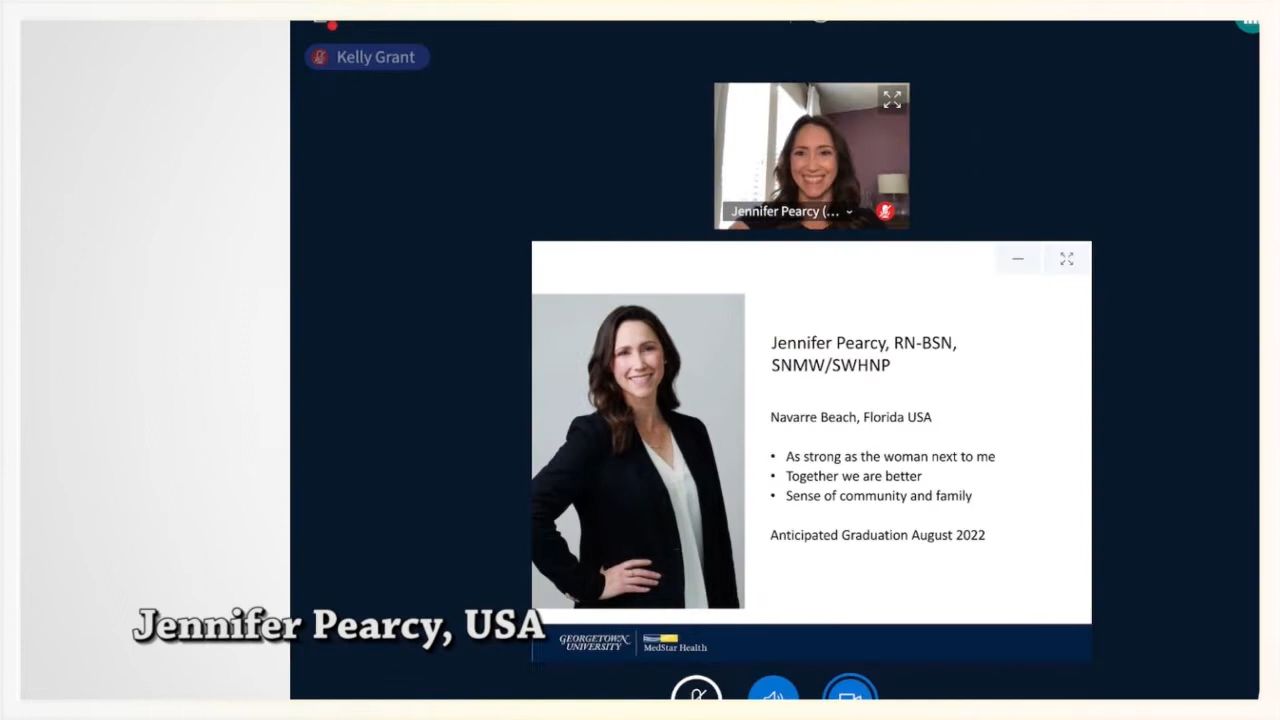 Kelly Grant
Jennifer Pearcy (...
Jennifer Pearcy, RN-BSN,
SNMW/SWHNP
Navarre Beach, Florida USA
• As strong as the woman next to me
• Together we are better
• Sense of community and family
Anticipated Graduation August 2022
Jennifer Pearcy, USA
GEORGETOWN
UNIVERSITY
MedStar Health